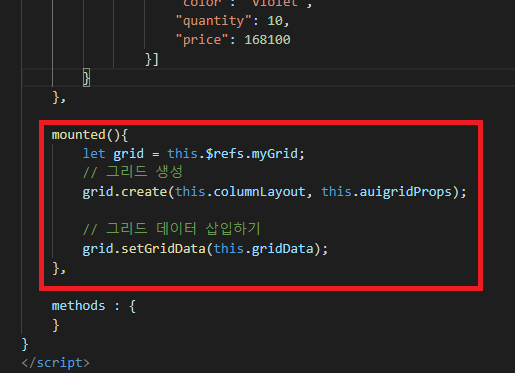 "color": "Violet",
"quantity": 10,
"price": 168100
}]
}
},
mounted(){
let grid = this.$refs.myGrid;
// 그리드 생성
grid.create(this.columnLayout, this.auigridProps);
// 그리드 데이터 삽입하기
grid.setGridData(this.gridData);
},
methods : {
}
}
</script>